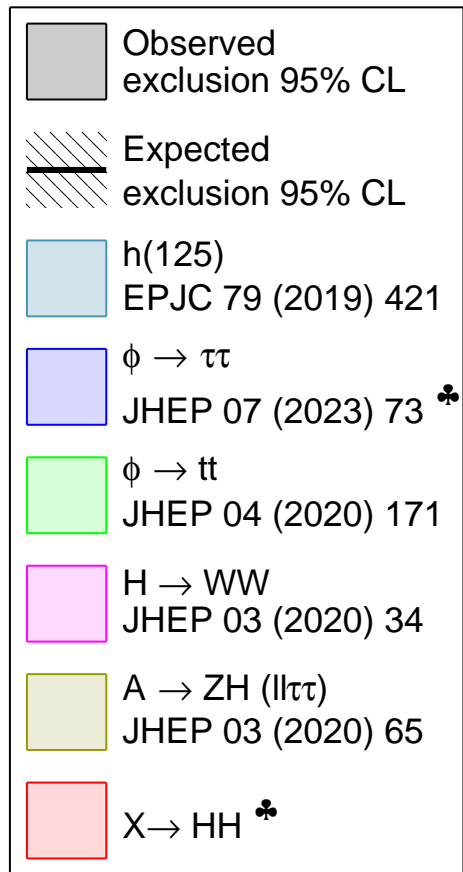 Observed
exclusion 95% CL
Expected
exclusion 95% CL
h(125)
EPJC 79 (2019) 421
ϕ → ττ
JHEP 07 (2023) 73 ♣
ϕ → tt
JHEP 04 (2020) 171
H → WW
JHEP 03 (2020) 34
A → ZH (llττ)
JHEP 03 (2020) 65
X→ HH ♣